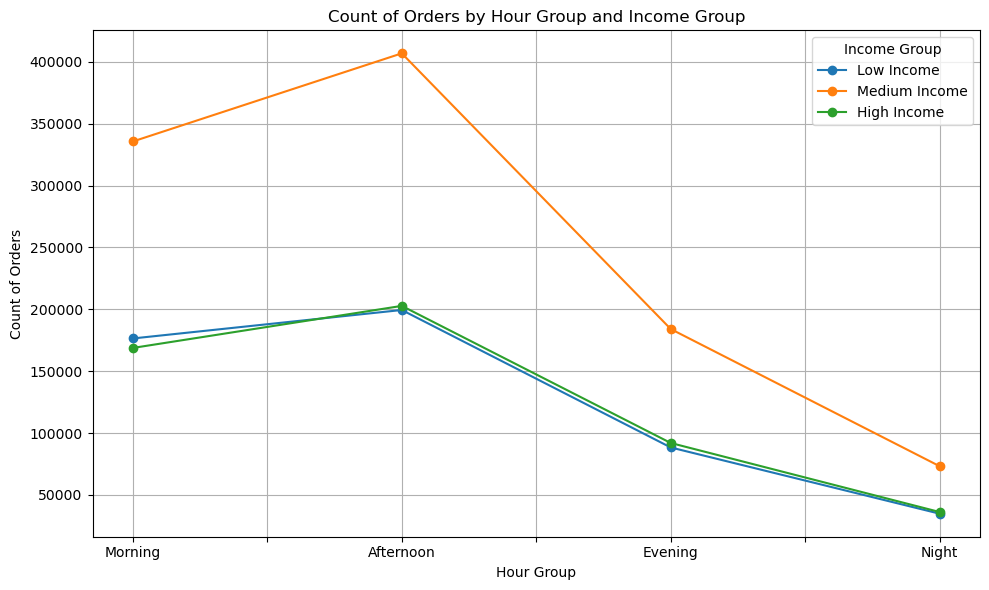 Count of Orders by Hour Group and Income Group
Income Group
Low Income
Medium Income
High Income
Count of Orders
400000
350000
300000
250000
200000
150000
100000
50000
Morning
Afternoon
Evening
Night
Hour Group